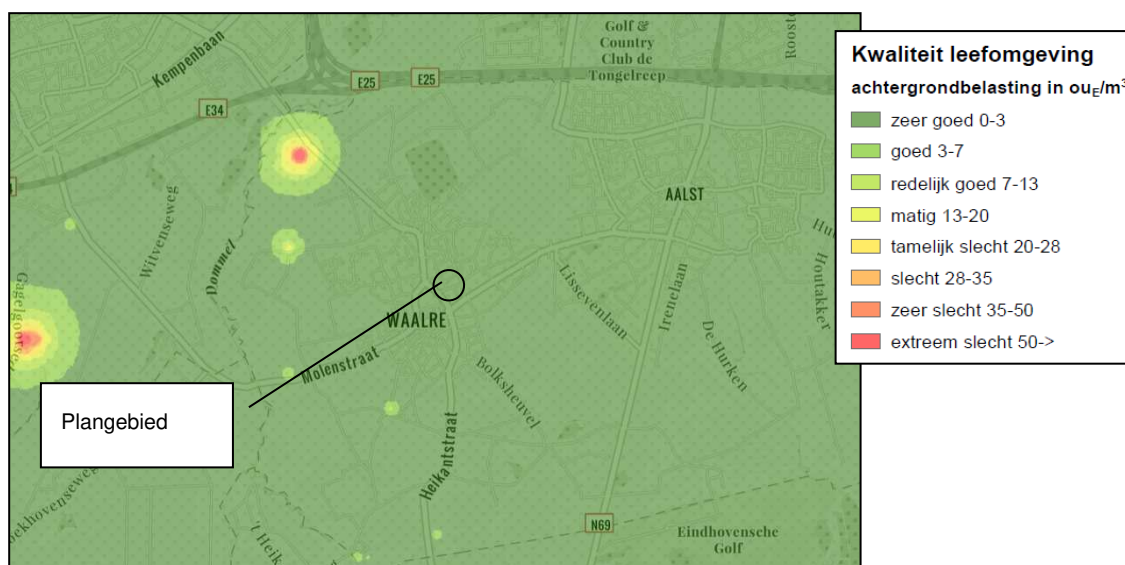 Kempenbaan
Golf &
Country
Club de
Tongelreep
E25
E25
E34
AALST
Witvenseweg
Dommel
Lissevenlaan
Irenelaan
Houtakker
WAALRE
Molenstraat
De Hurken
Bolksheuvel
Heikantstraat
Plangebied
N69
Eindhovensche
Golf
Kwaliteit leefomgeving
achtergrondbelasting in ouE/m³
zeer goed 0-3
goed 3-7
redelijk goed 7-13
matig 13-20
tamelijk slecht 20-28
slecht 28-35
zeer slecht 35-50
extreem slecht 50->